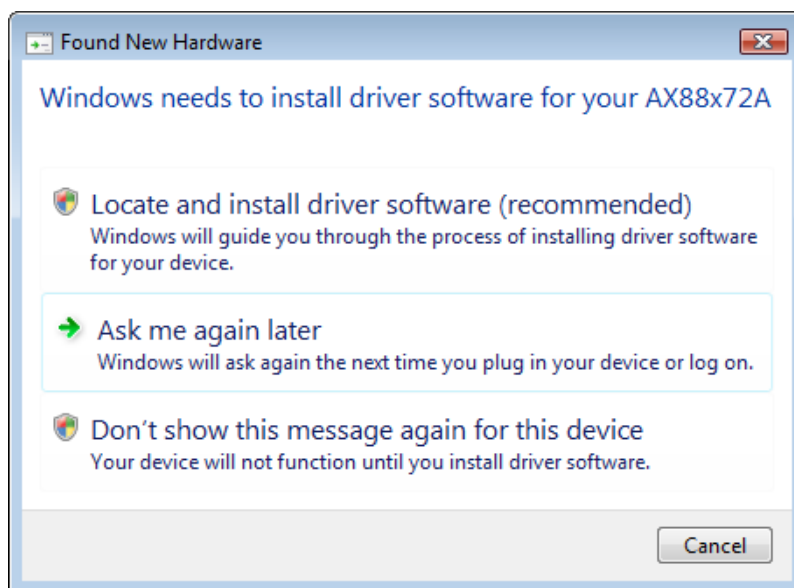 Found New Hardware
Windows needs to install driver software for your AX88x72A
Locate and install driver software (recommended)
Windows will guide you through the process of installing driver software
for your device.
Ask me again later
Windows will ask again the next time you plug in your device or log on.
Don't show this message again for this device
Your device will not function until you install driver software.
Cancel